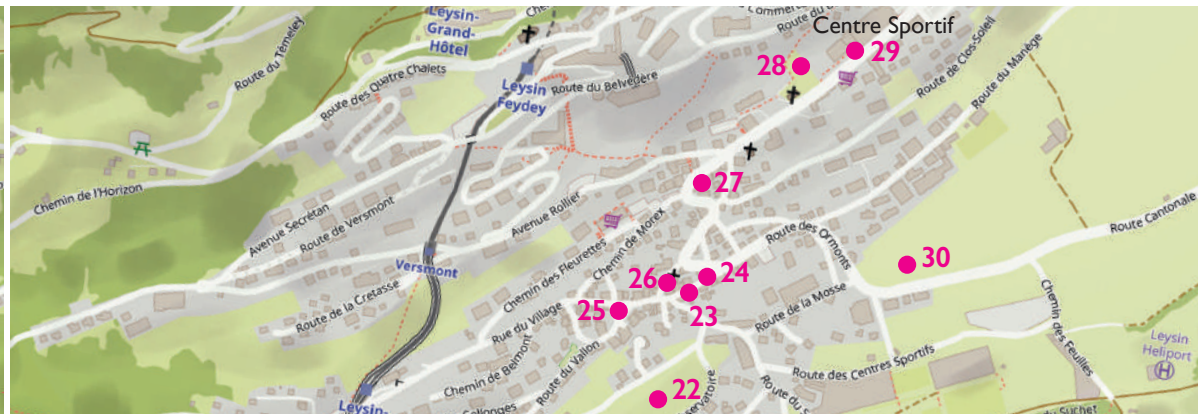 Leysin-
Grand-
Hôtel
Route du Temeley
Route des Quatre Chalets
Leysin
Feydey
Route du Belvédère
Centre Sportif
28
29
Route de Clos-Soleil
Route du Manège
Chemin de l'Horizon
Avenue Secrétan
Route de Versmont
Avenue Rollier
27
Versmont
Chemin des Fleurettes
Chemin de Morex
Route des Ormonts
Route Cantonale
30
26
24
23
25
Route de la Cretasse
Rue du Village
Route de la Mosse
Chemin des Feuilles
Chemin de Belmont
Route du Vallon
Route des Centres Sportifs
Leysin
Heliport
H
22
Leysin-